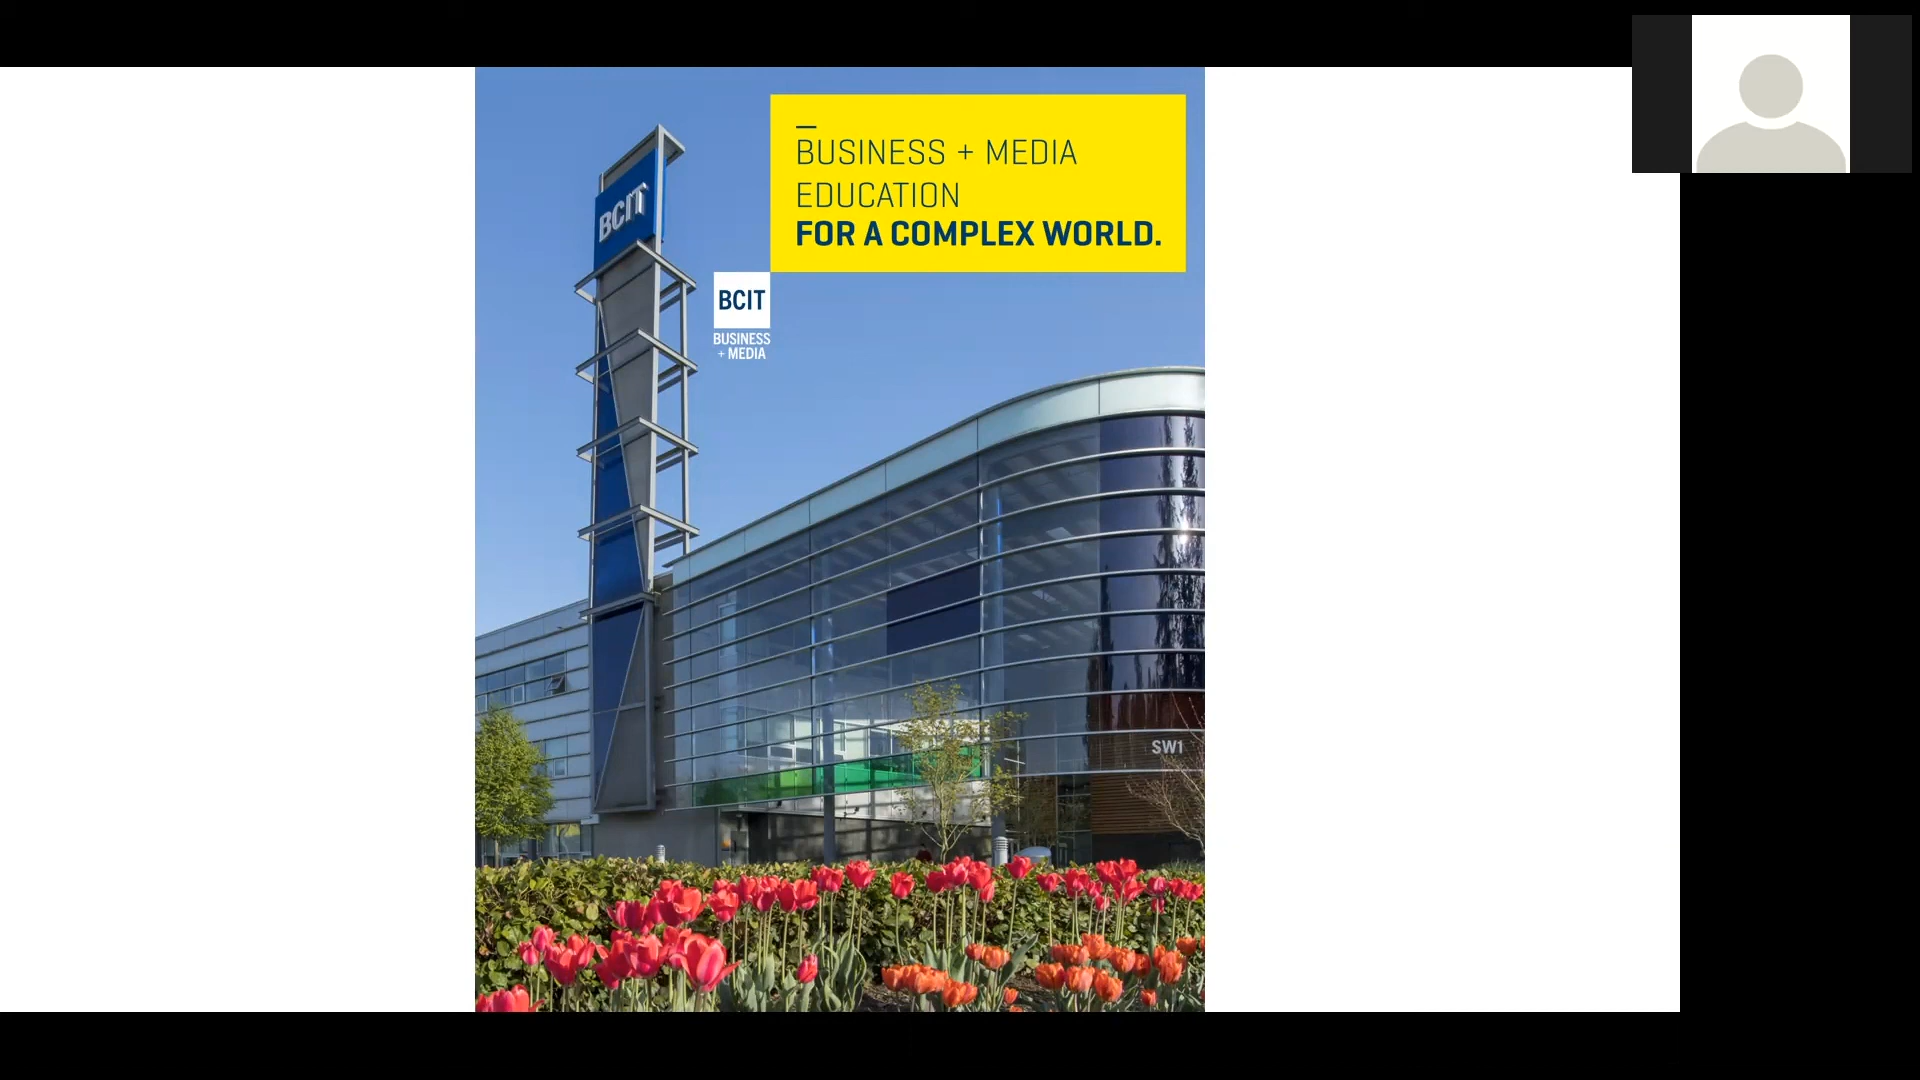 BUSINESS + MEDIA
EDUCATION
FOR A COMPLEX WORLD.
BCIT
BCIT
BUSINESS
+ MEDIA
SW1